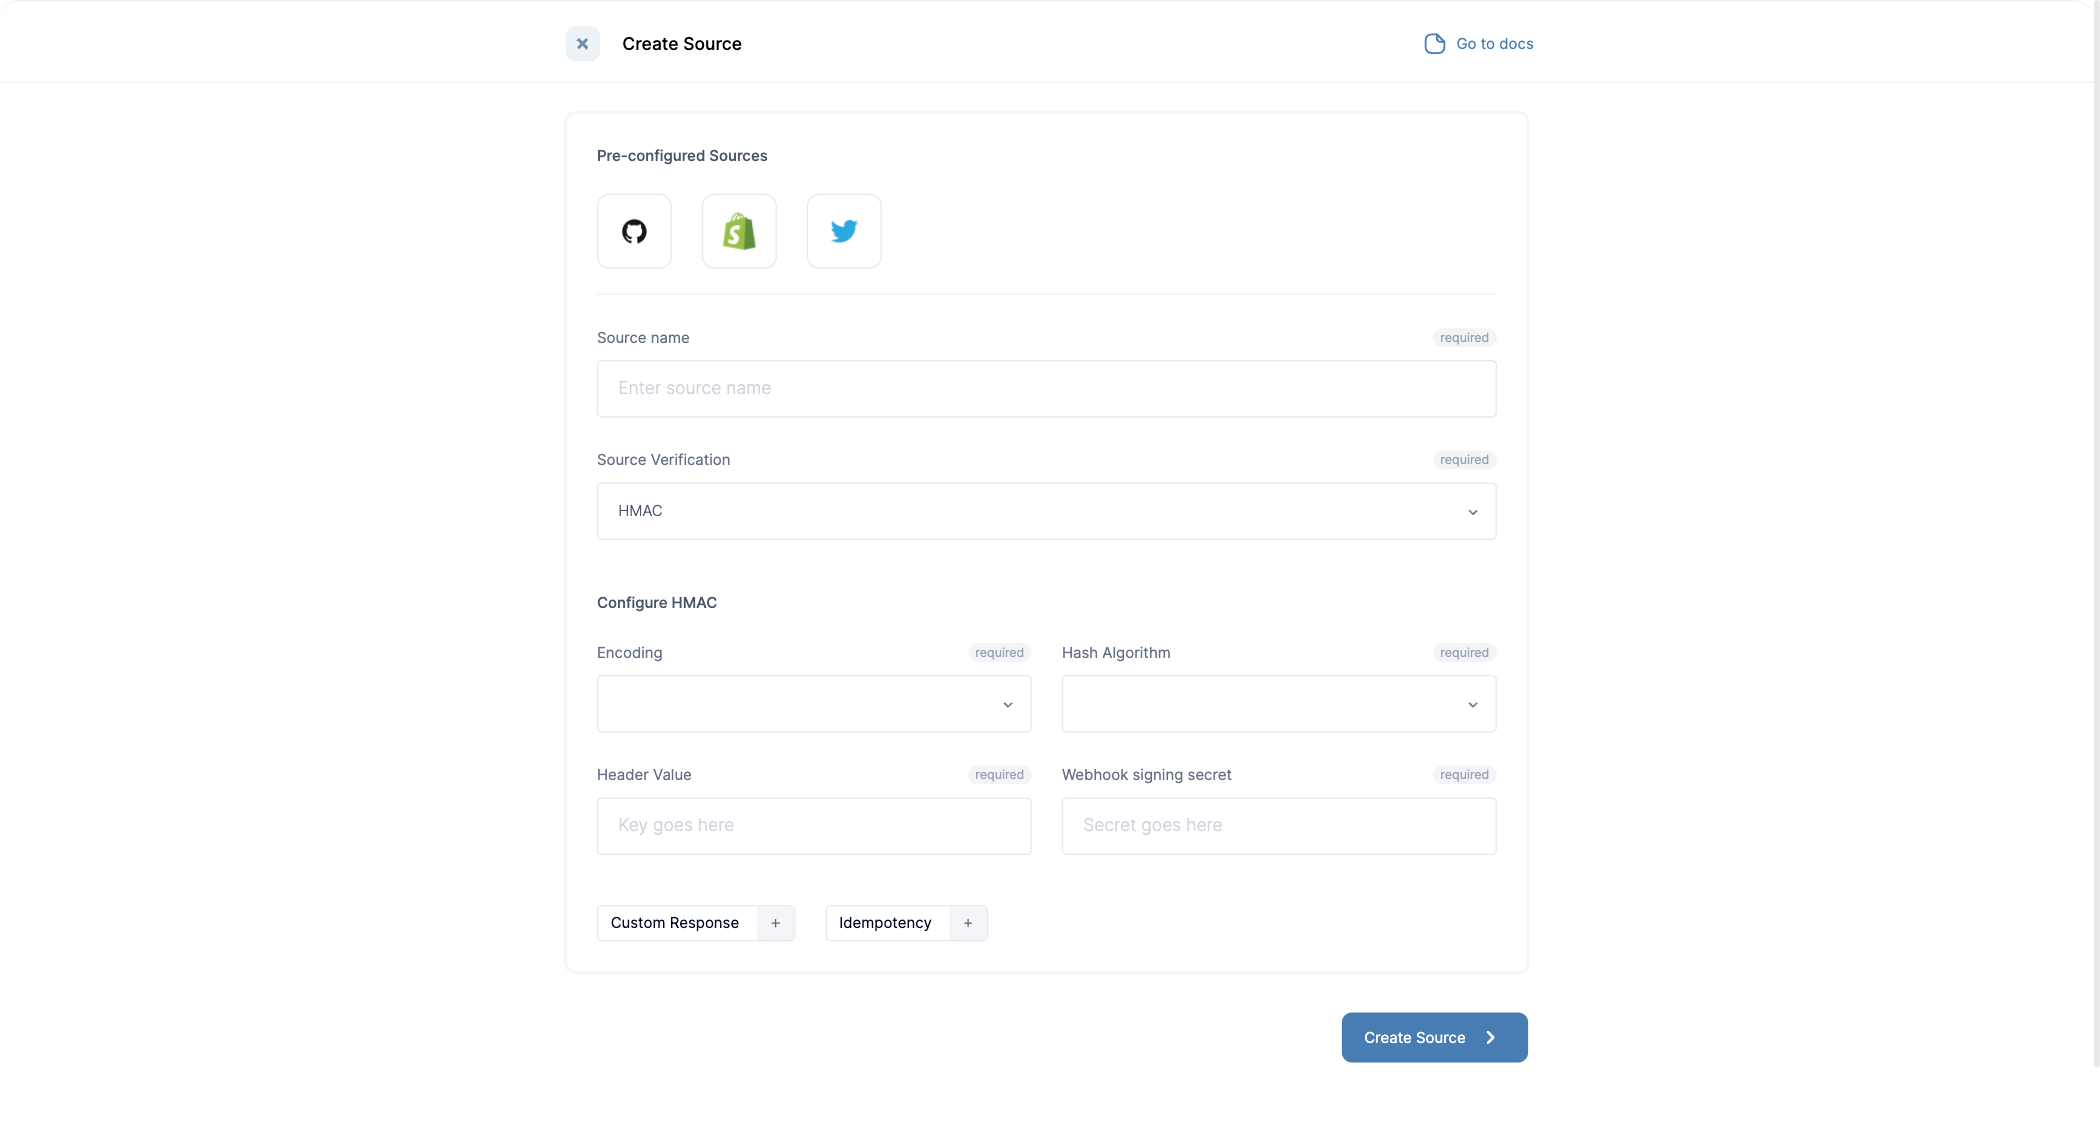 Create Source
Go to docs
Pre-configured Sources
Source name
required
Enter source name
Source Verification
required
HMAC
Configure HMAC
Encoding
required
Hash Algorithm
required
Header Value
required
Webhook signing secret
required
Key goes here
Secret goes here
Custom Response +
Idempotency +
Create Source